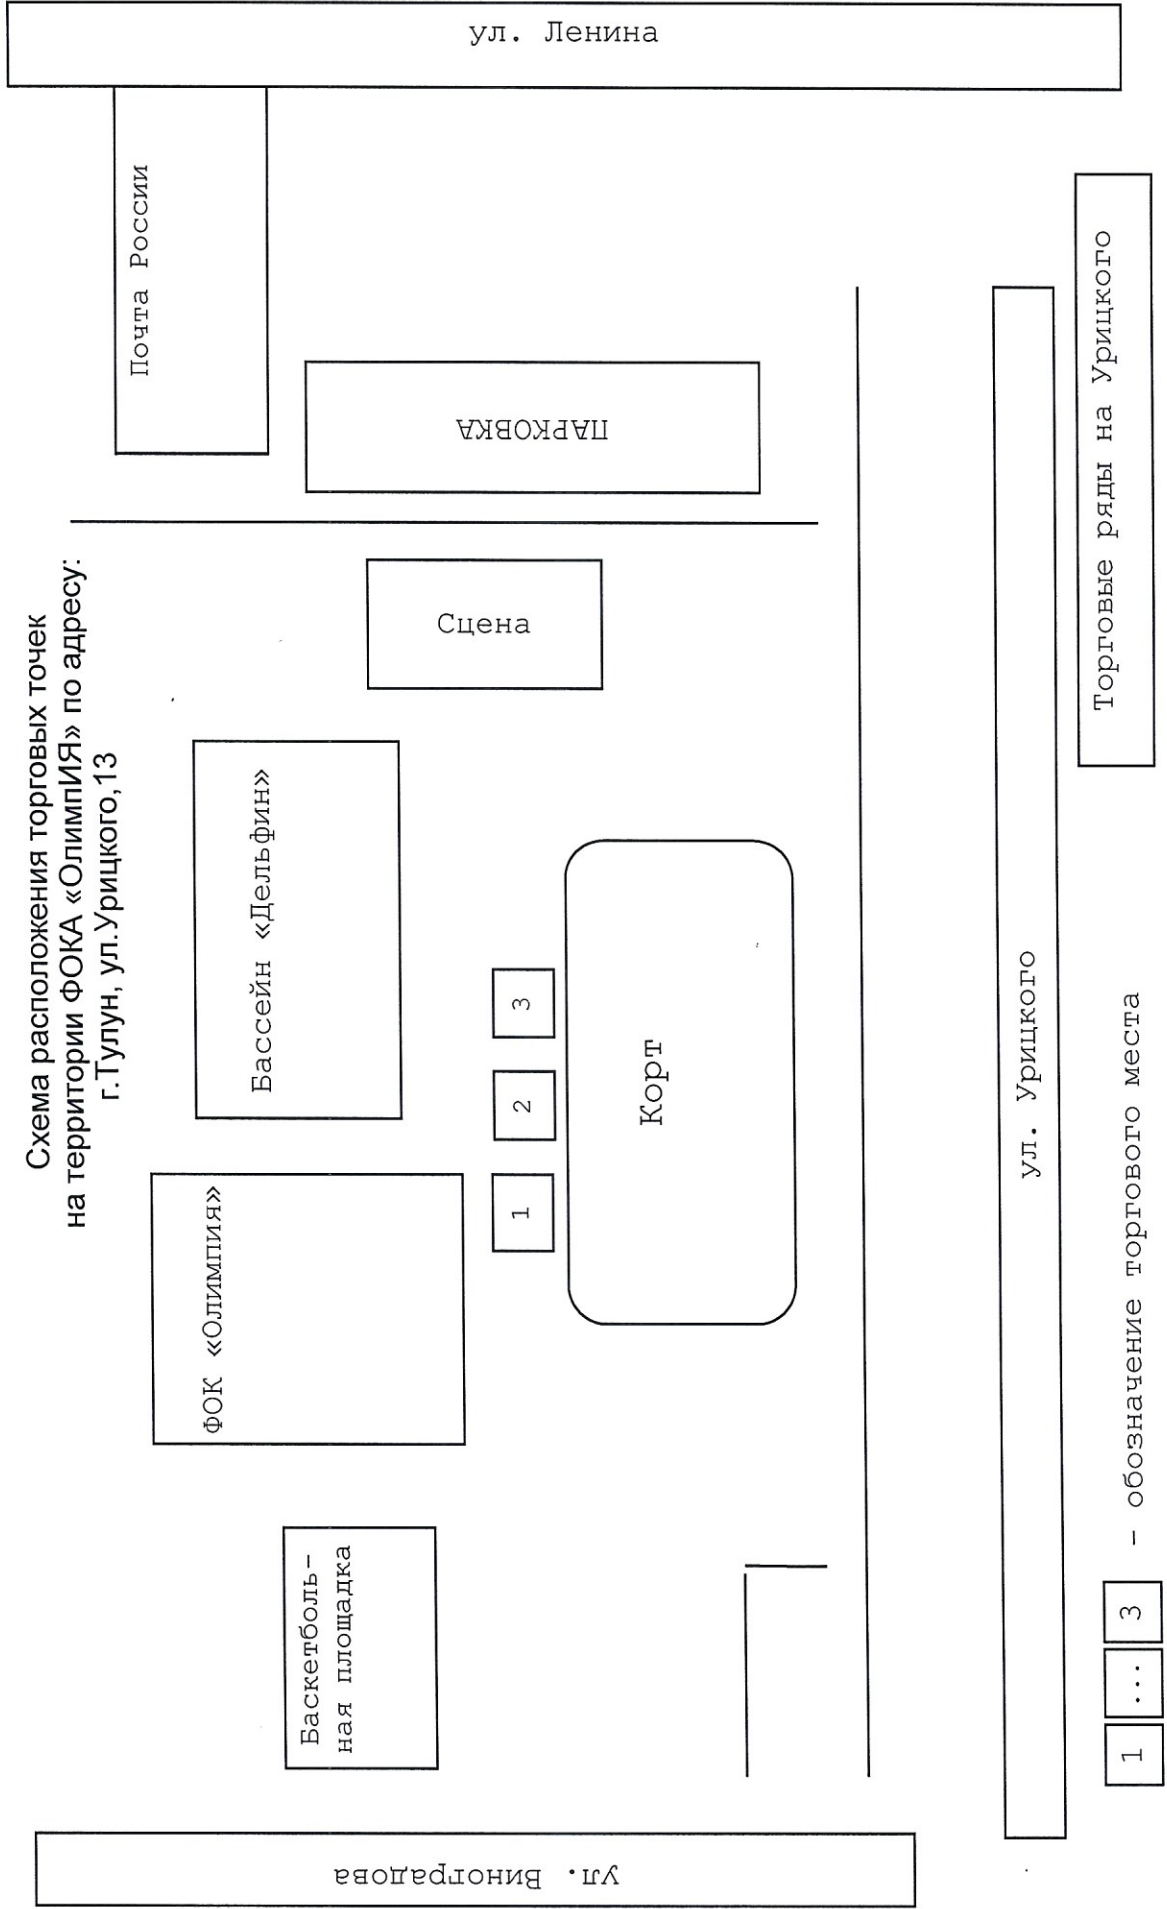 Схема расположения торговых точек
на территории ФОКА «ОлимпИЯ» по адресу:
г.Тулун, ул.Урицкого,13
ул. Виноградова
Баскетболь-
ная площадка
ФОК «Олимпия»
Бассейн «Дельфин»
Сцена
ПАРКОВКА
Почта России
ул. Ленина
1
2
3
Корт
ул. Урицкого
Торговые ряды на Урицкого
1 ... 3 – обозначение торгового места